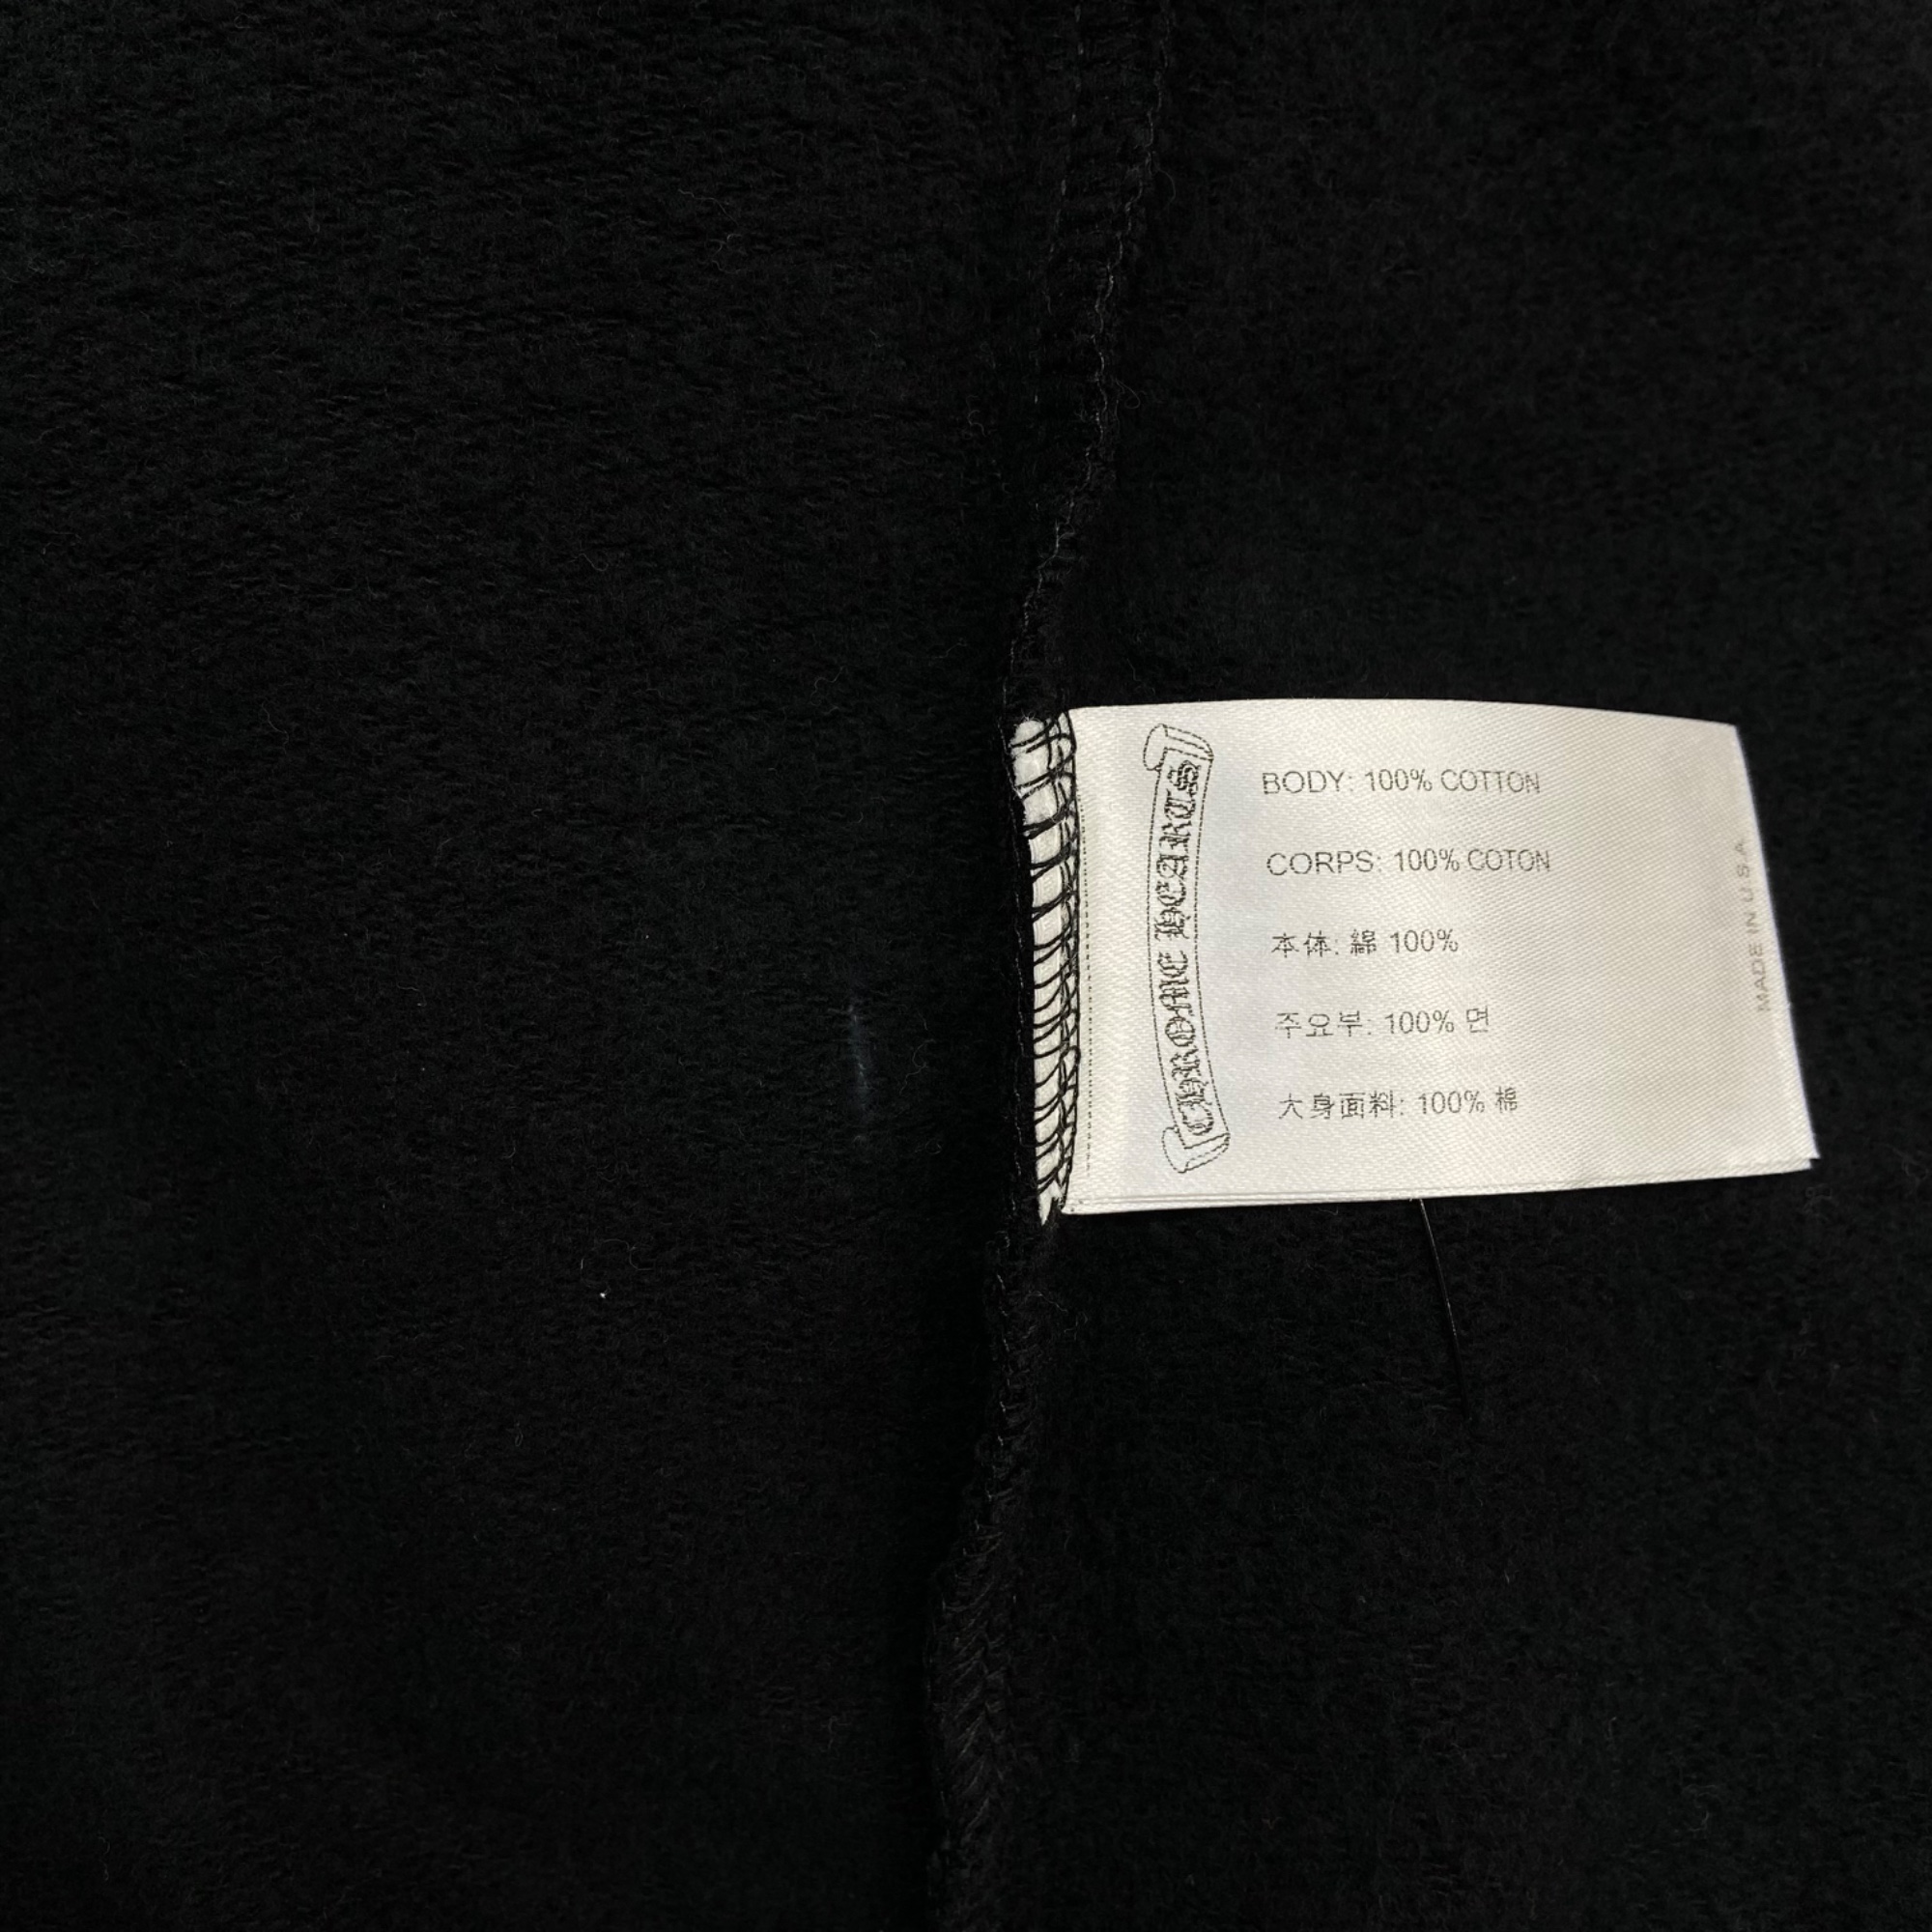 CHROME HEARTS
BODY: 100% COTTON
CORPS: 100% COTON
本体: 綿 100%
주요부: 100% 면
大身面料: 100% 棉
MADE IN U.S.A